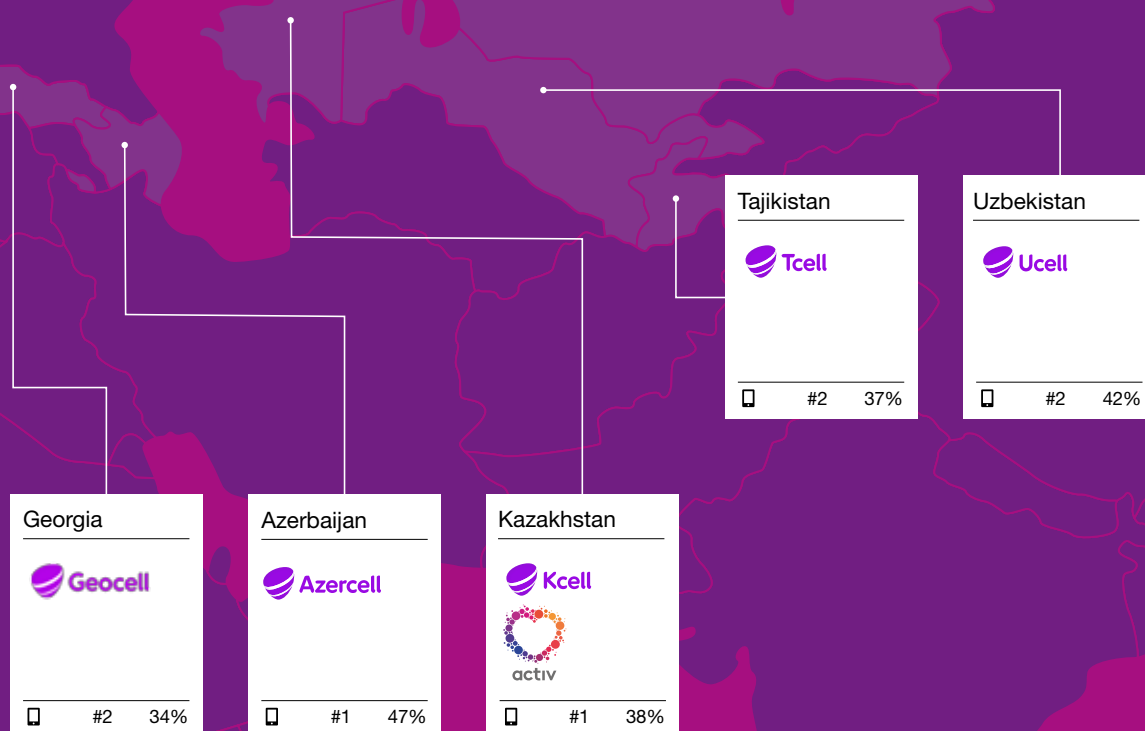 Tajikistan
Tcell
#2 37%
Uzbekistan
Ucell
#2 42%
Georgia
Geocell
#2 34%
Azerbaijan
Azercell
#1 47%
Kazakhstan
Kcell
activ
#1 38%